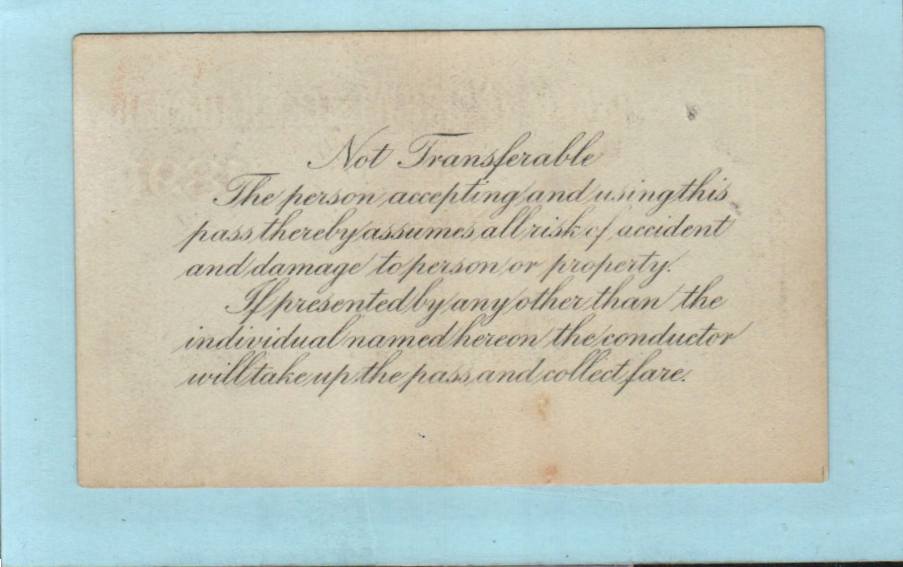 Not Transferable
The person accepting and using this
pass, thereby assumes all risk of accident
and damage to person or property.
If presented by any other than the
individual named hereon the conductor
will take up the pass, and collect fare.